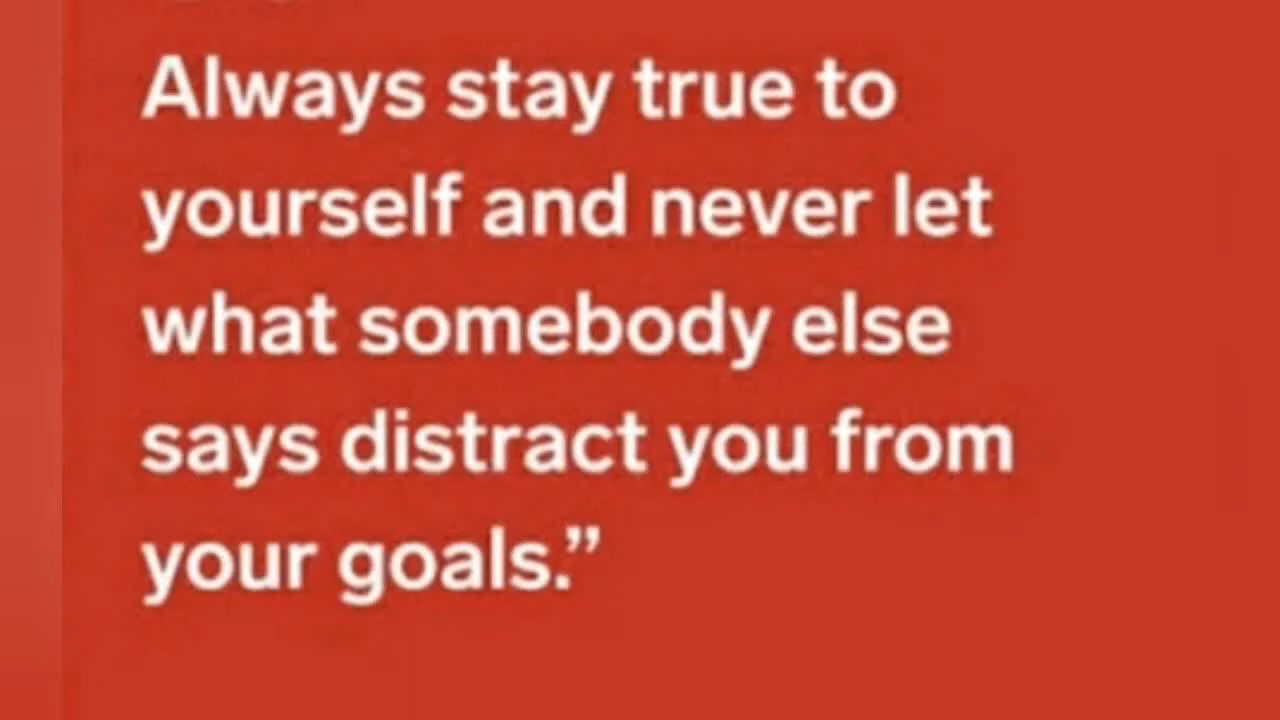 Always stay true to
yourself and never let
what somebody else
says distract you from
your goals.”